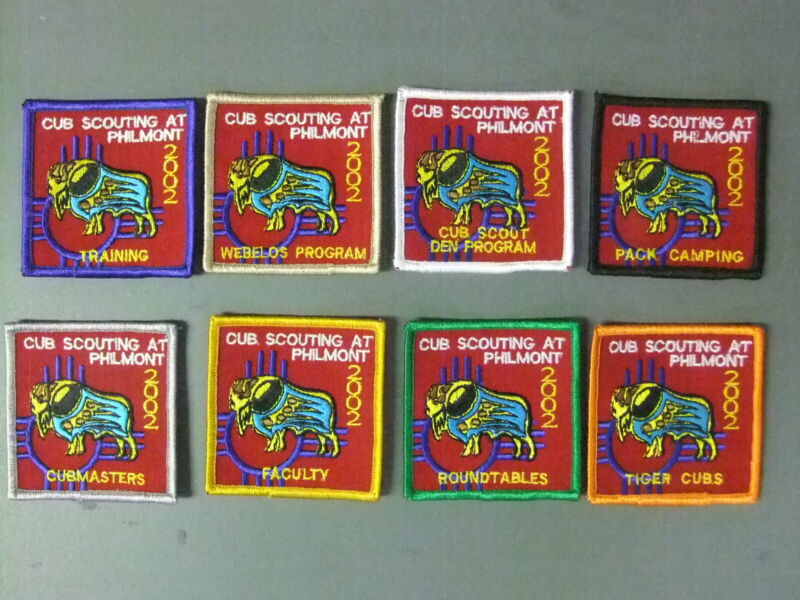 CUB SCOUTING AT
PHILMONT
2002
TRAINING
CUB SCOUTING AT
PHILMONT
2002
WEBELOS PROGRAM
CUB SCOUTING AT
PHILMONT
2002
CUB SCOUT
DEN PROGRAM
CUB SCOUTING AT
PHILMONT
2002
PACK CAMPING
CUB SCOUTING AT
PHILMONT
2002
CUBMASTERS
CUB SCOUTING AT
PHILMONT
2002
FACULTY
CUB SCOUTING AT
PHILMONT
2002
ROUNDTABLES
CUB SCOUTING AT
PHILMONT
2002
TIGER CUBS